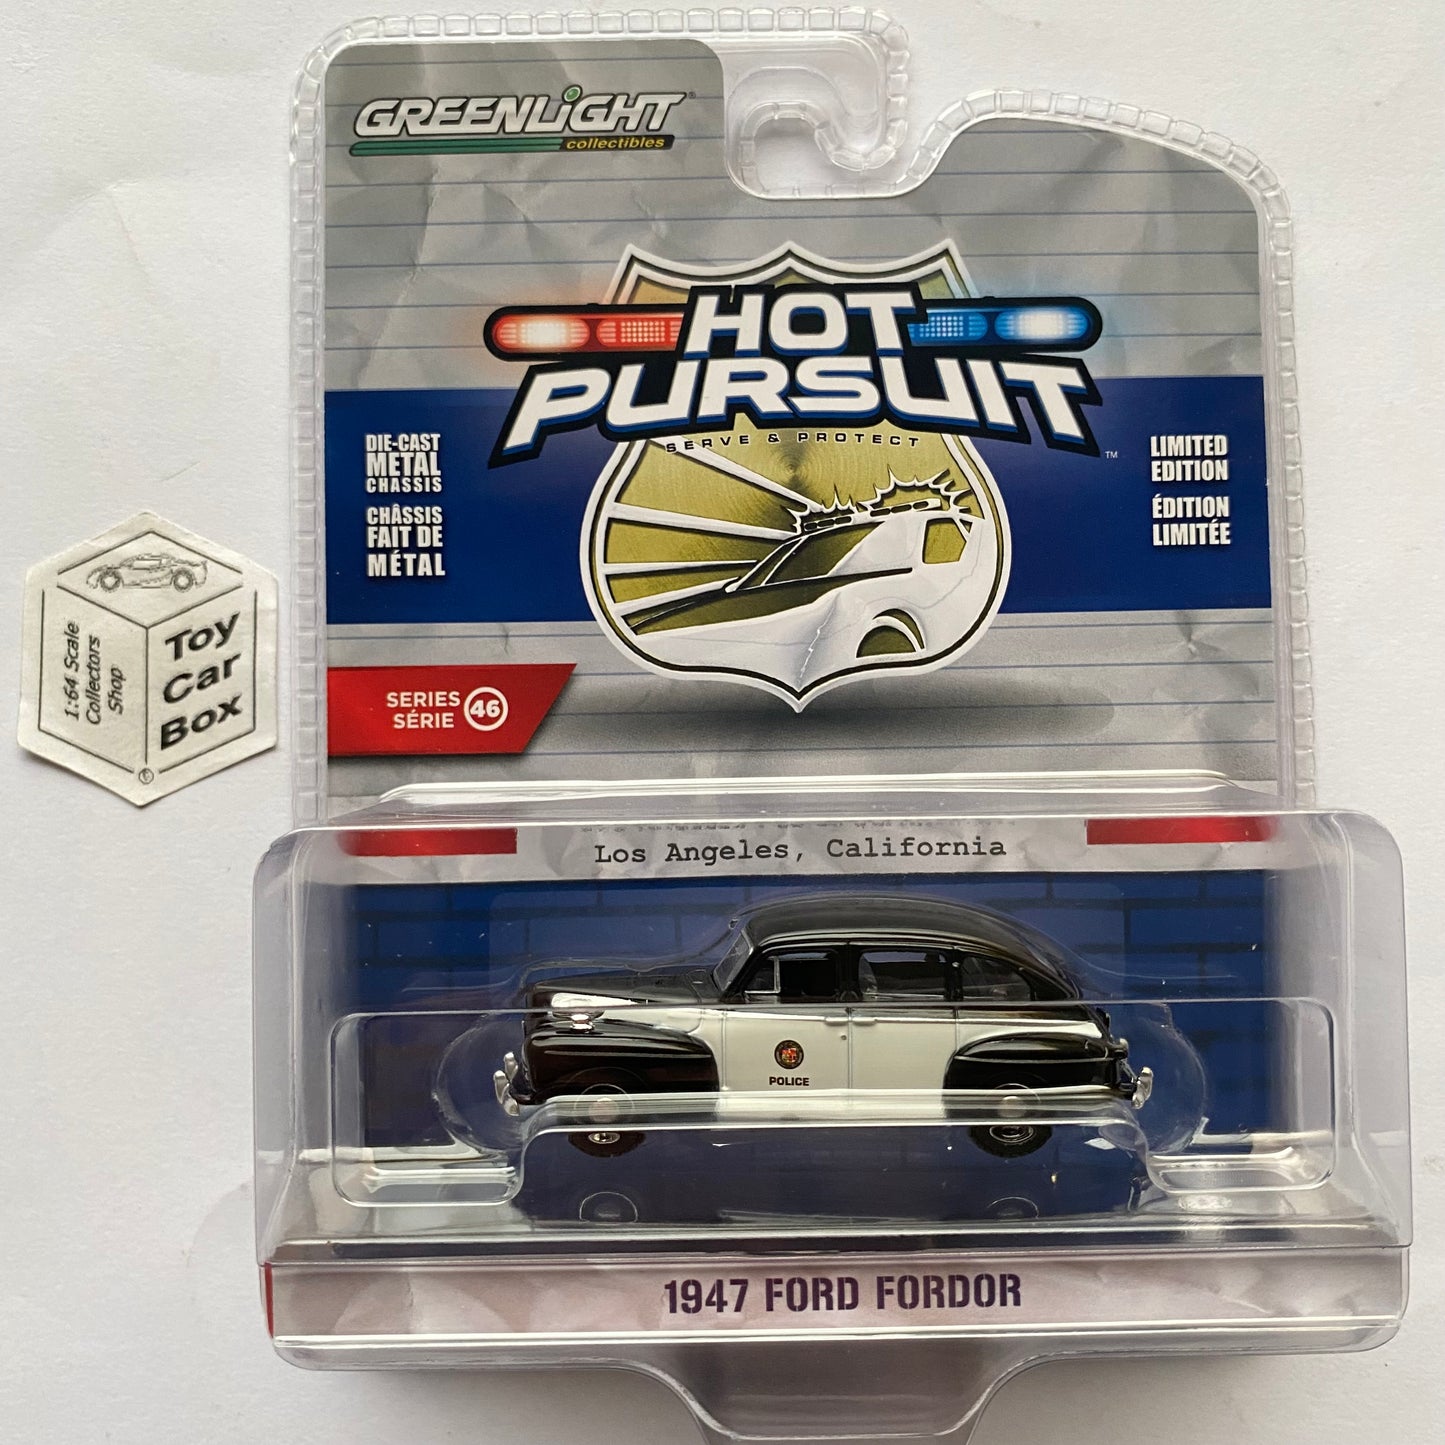 GREENLiGHT®
collectibles
HOT
PURSUIT
™
SERVE & PROTECT
DIE-CAST
METAL
CHASSIS
CHÂSSIS
FAIT DE
MÉTAL
LIMITED
EDITION
ÉDITION
LIMITÉE
SERIES
SÉRIE
46
1:64 Scale
Collectors
Shop
Toy
Car
Box
®
Los Angeles, California
POLICE
1947 FORD FORDOR